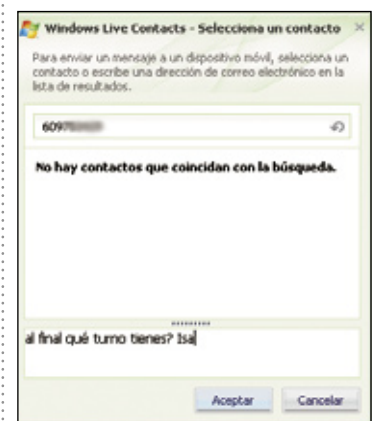 Windows Live Contacts - Selecciona un contacto
Para enviar un mensaje a un dispositivo móvil, selecciona un
contacto o escribe una dirección de correo electrónico en la
lista de resultados.
No hay contactos que coincidan con la búsqueda.
al final qué turno tienes? Isa
Aceptar Cancelar